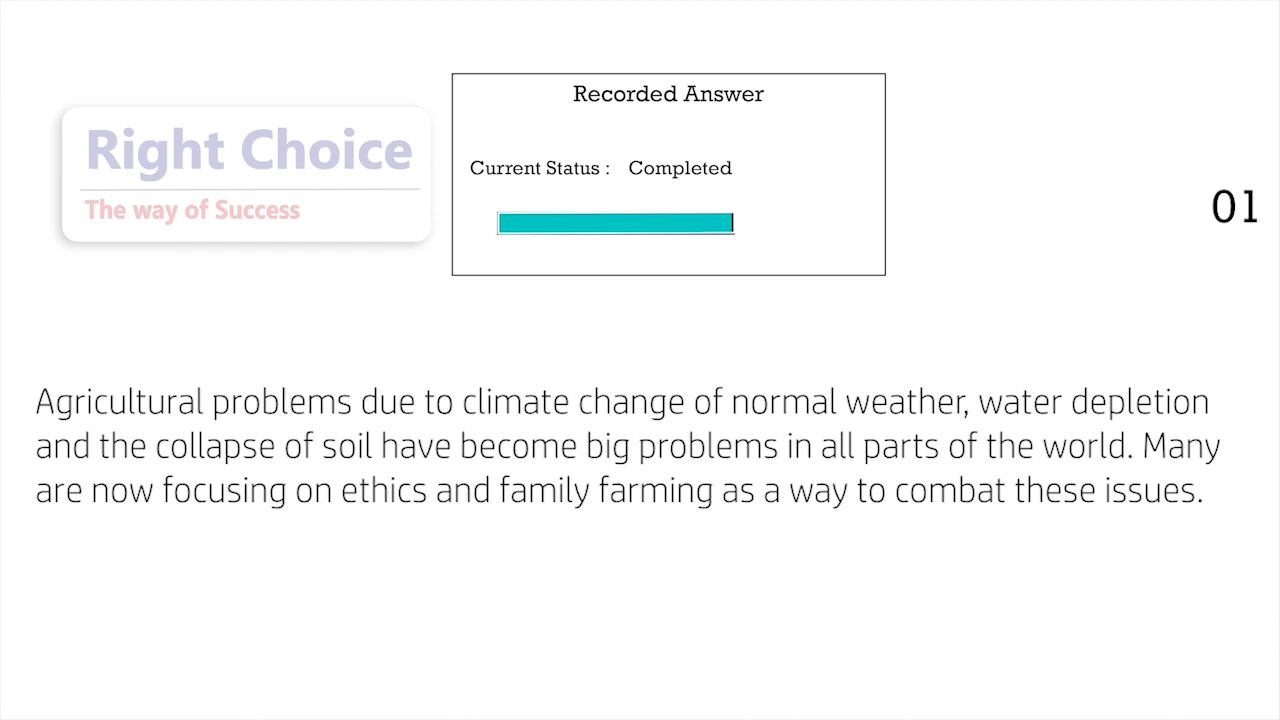 Recorded Answer
Right Choice
Current Status : Completed
The way of Success
01
Agricultural problems due to climate change of normal weather, water depletion
and the collapse of soil have become big problems in all parts of the world. Many
are now focusing on ethics and family farming as a way to combat these issues.